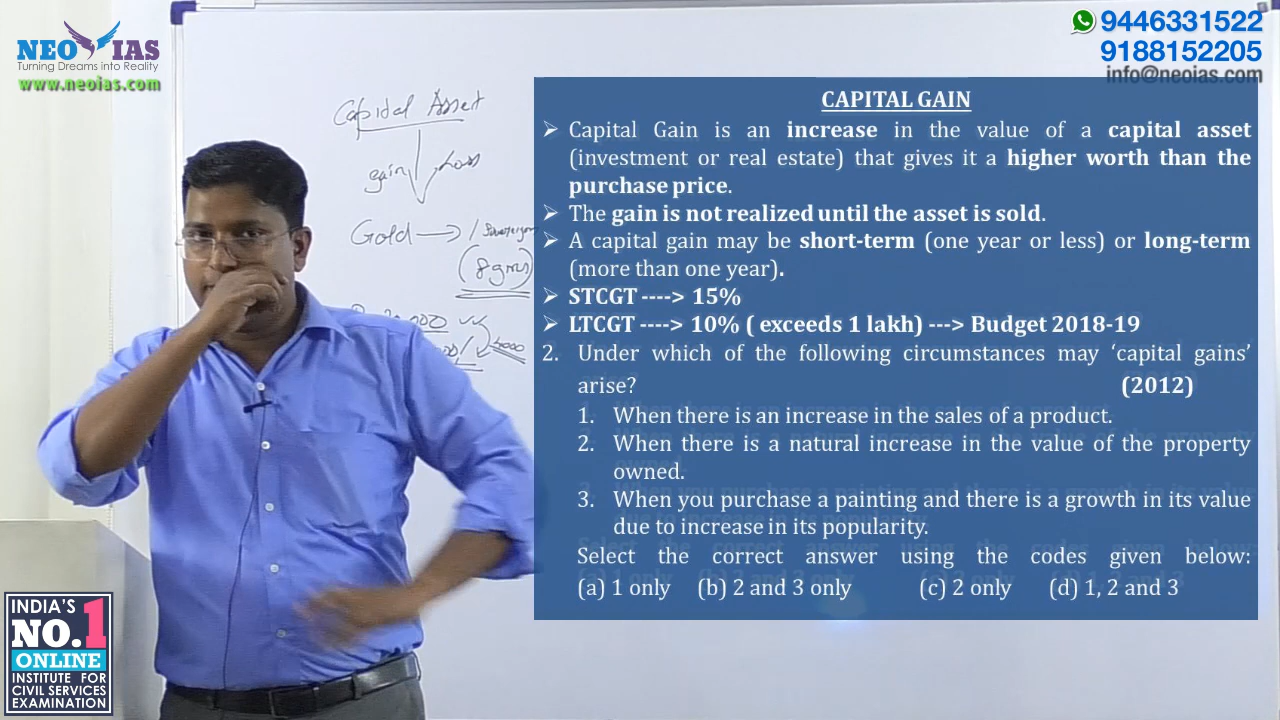 NEO IAS
Turning Dreams into Reality
www.neoias.com
9446331522
9188152205
info@neoias.com
Capital Asset
gain
Loss
Gold → 1
(8gms)
CAPITAL GAIN
➢ Capital Gain is an increase in the value of a capital asset
(investment or real estate) that gives it a higher worth than the
purchase price.
➢ The gain is not realized until the asset is sold.
➢ A capital gain may be short-term (one year or less) or long-term
(more than one year).
➢ STCGT ----> 15%
➢ LTCGT ----> 10% ( exceeds 1 lakh) ---> Budget 2018-19
2. Under which of the following circumstances may ‘capital gains’
arise? (2012)
1. When there is an increase in the sales of a product.
2. When there is a natural increase in the value of the property
owned.
3. When you purchase a painting and there is a growth in its value
due to increase in its popularity.
Select the correct answer using the codes given below:
(a) 1 only (b) 2 and 3 only (c) 2 only (d) 1, 2 and 3
INDIA'S
NO.1
ONLINE
INSTITUTE FOR
CIVIL SERVICES
EXAMINATION